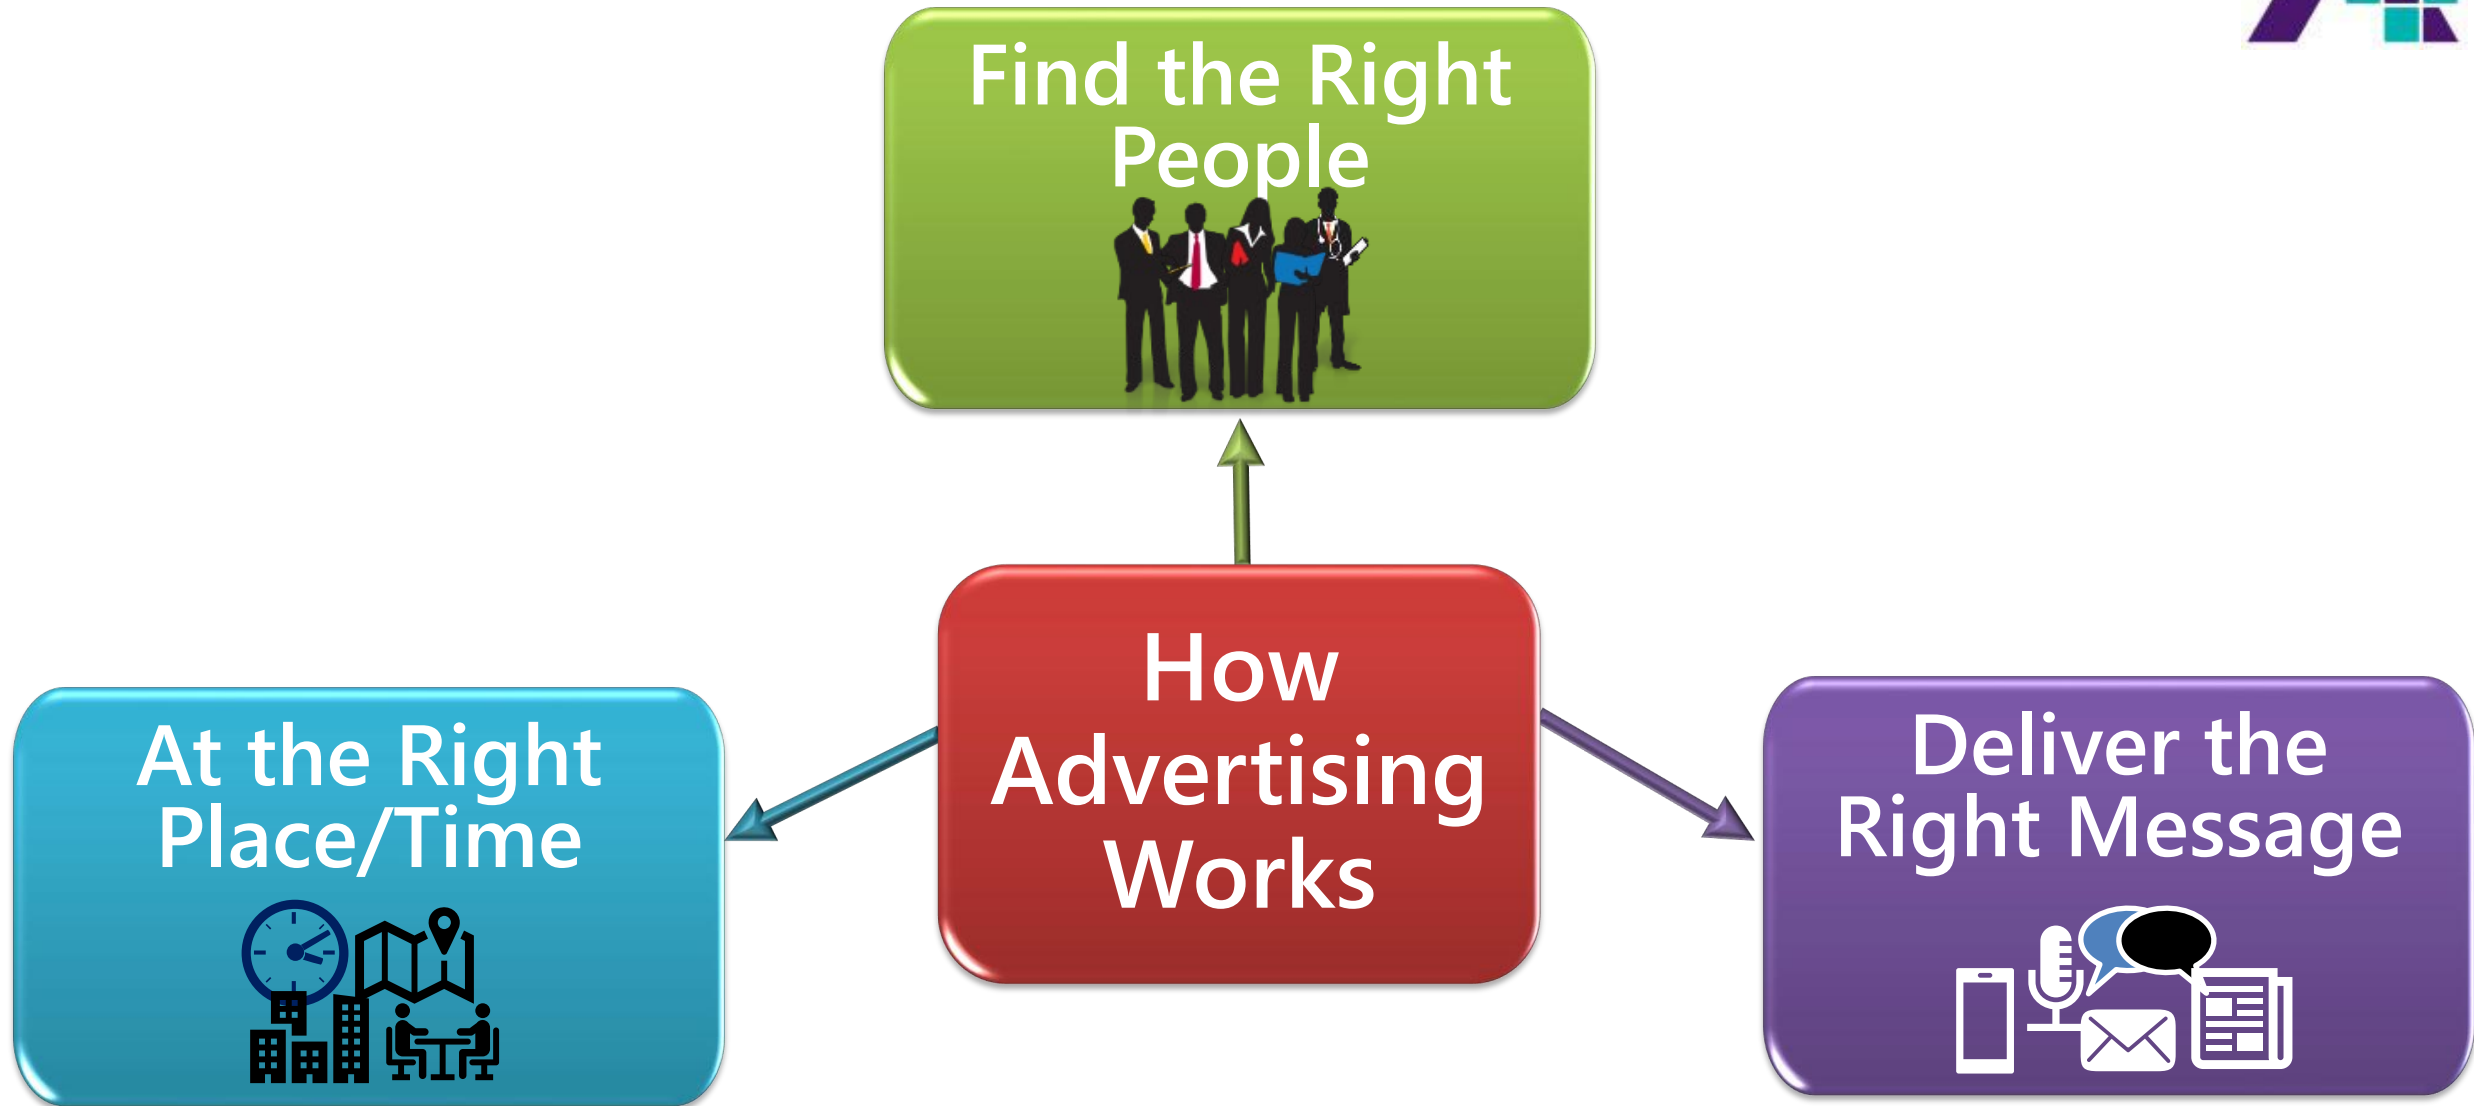 Find the Right
People
How
Advertising
Works
At the Right
Place/Time
Deliver the
Right Message